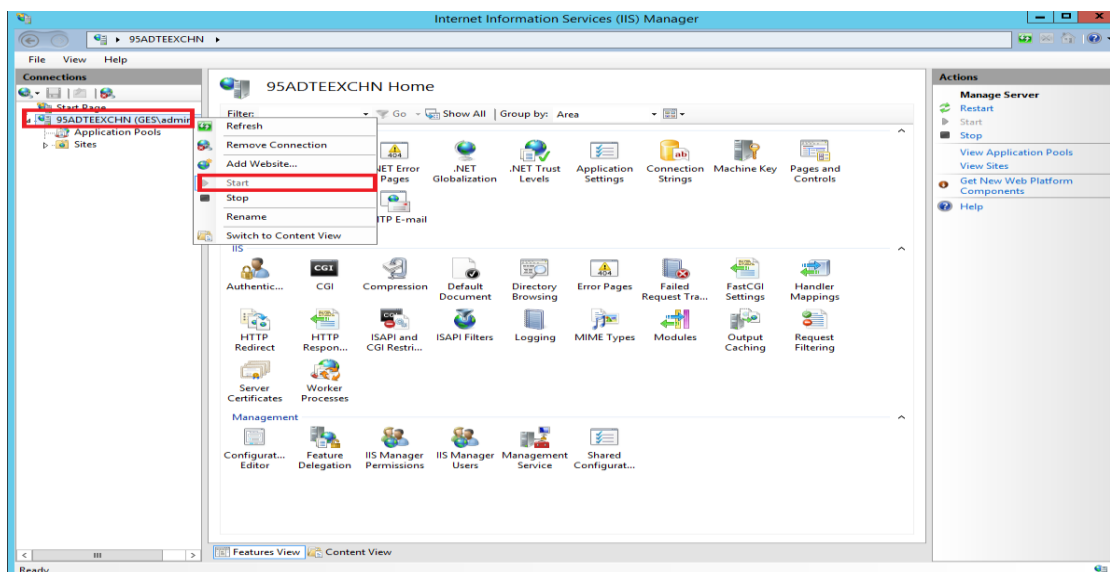 Internet Information Services (IIS) Manager
95ADTEEXCHN
File View Help
Connections
Start Page
95ADTEEXCHN (GES\admin
Application Pools
Sites
Refresh
Remove Connection
Add Website...
Start
Stop
Rename
Switch to Content View
95ADTEEXCHN Home
Filter: Go Show All Group by: Area
.NET Error Pages
.NET Globalization
.NET Trust Levels
Application Settings
Connection Strings
Machine Key
Pages and Controls
E-mail
IIS
Authentic...
CGI
Compression
Default Document
Directory Browsing
Error Pages
Failed Request Tra...
FastCGI Settings
Handler Mappings
HTTP Redirect
HTTP Respon...
ISAPI and CGI Restri...
ISAPI Filters
Logging
MIME Types
Modules
Output Caching
Request Filtering
Server Certificates
Worker Processes
Management
Configurat... Editor
Feature Delegation
IIS Manager Permissions
IIS Manager Users
Management Service
Shared Configurat...
Features View
Content View
Actions
Manage Server
Restart
Start
Stop
View Application Pools
View Sites
Get New Web Platform
Components
Help
Ready